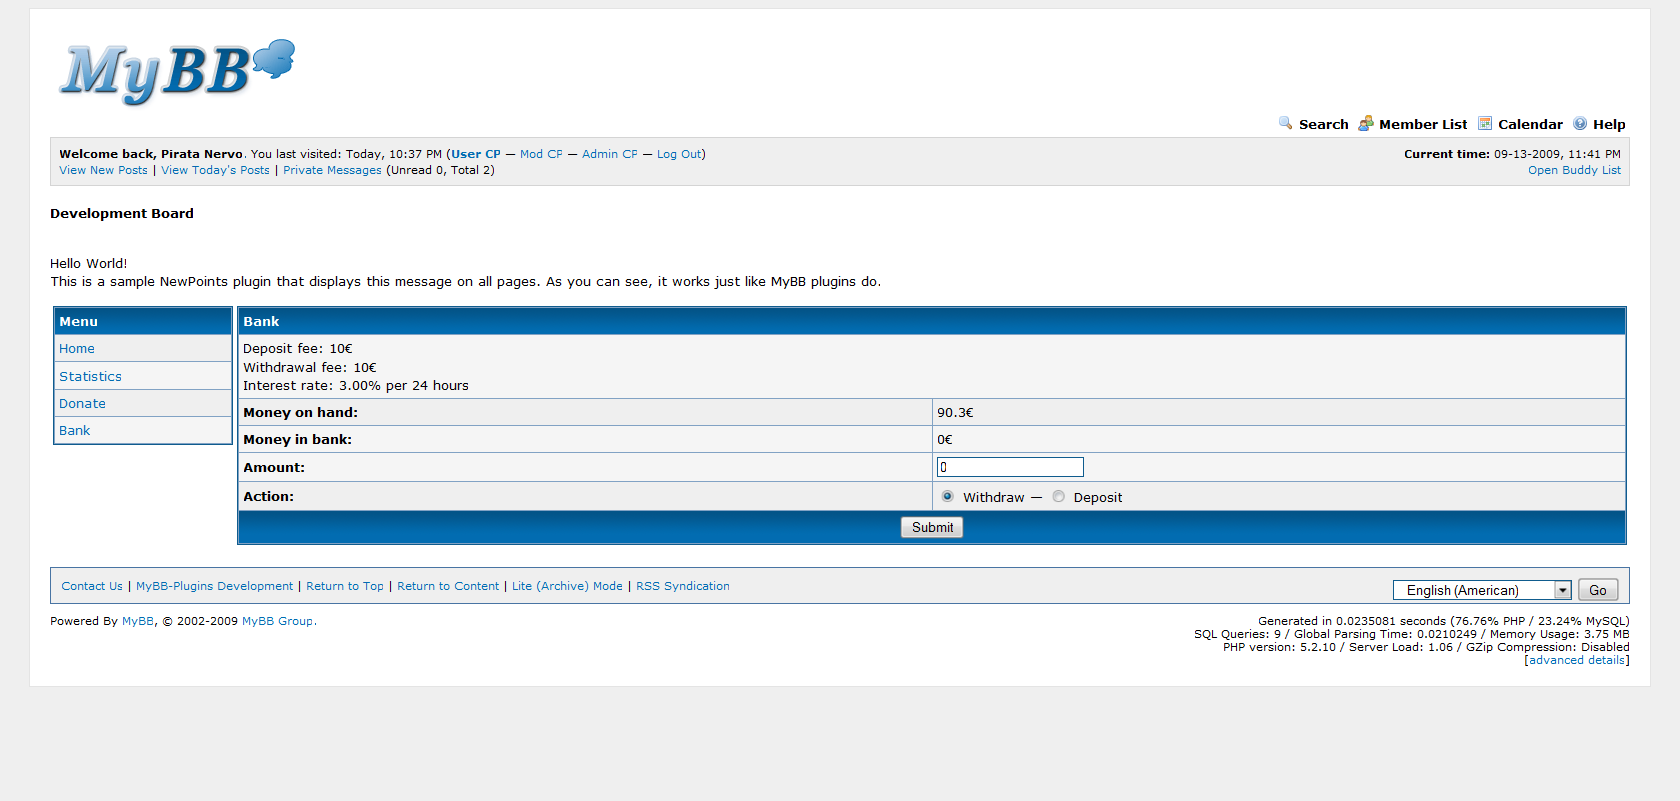 MyBB
Search Member List Calendar Help
Welcome back, Pirata Nervo. You last visited: Today, 10:37 PM (User CP — Mod CP — Admin CP — Log Out)
Current time: 09-13-2009, 11:41 PM
View New Posts | View Today's Posts | Private Messages (Unread 0, Total 2)
Open Buddy List
Development Board
Hello World!
This is a sample NewPoints plugin that displays this message on all pages. As you can see, it works just like MyBB plugins do.
Menu
Home
Statistics
Donate
Bank
Bank
Deposit fee: 10€
Withdrawal fee: 10€
Interest rate: 3.00% per 24 hours
Money on hand: 90.3€
Money in bank: 0€
Amount: 0
Action: Withdraw — Deposit
Submit
Contact Us | MyBB-Plugins Development | Return to Top | Return to Content | Lite (Archive) Mode | RSS Syndication
English (American) Go
Powered By MyBB, © 2002-2009 MyBB Group.
Generated in 0.0235081 seconds (76.76% PHP / 23.24% MySQL)
SQL Queries: 9 / Global Parsing Time: 0.0210249 / Memory Usage: 3.75 MB
PHP version: 5.2.10 / Server Load: 1.06 / GZip Compression: Disabled
[advanced details]